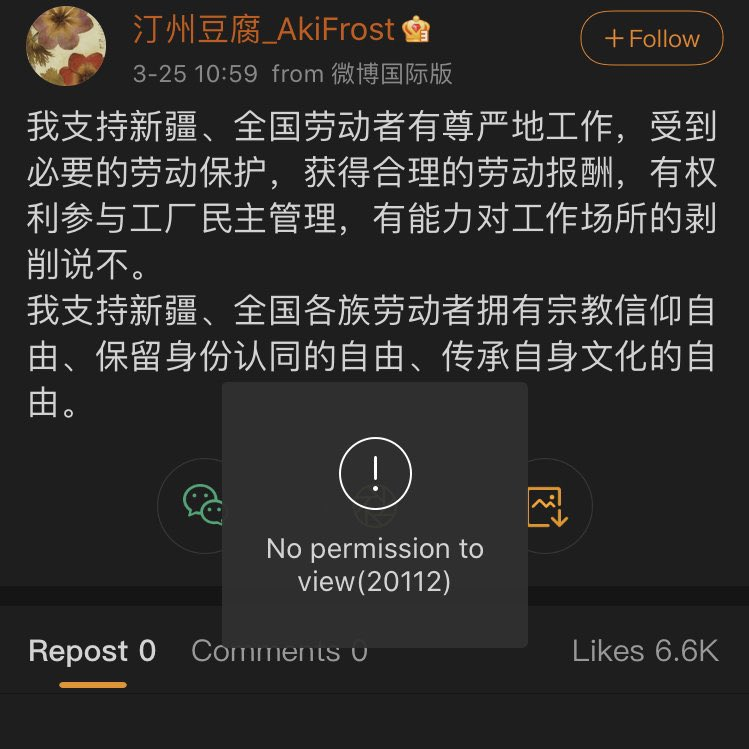 汀州豆腐_AkiFrost
+Follow
3-25 10:59 from 微博国际版
我支持新疆、全国劳动者有尊严地工作，受到
必要的劳动保护，获得合理的劳动报酬，有权
利参与工厂民主管理，有能力对工作场所的剥
削说不。
我支持新疆、全国各族劳动者拥有宗教信仰自
由、保留身份认同的自由、传承自身文化的自
由。
No permission to
view(20112)
Repost 0 Comments 0 Likes 6.6K